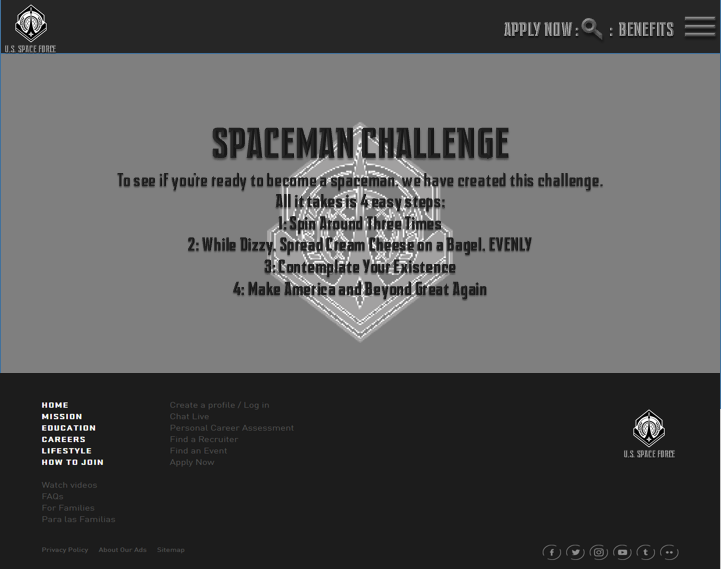 U.S. SPACE FORCE
APPLY NOW : : BENEFITS
SPACEMAN CHALLENGE
To see if you're ready to become a spaceman, we have created this challenge.
All it takes is 4 easy steps:
1: Spin Around Three Times
2: While Dizzy, Spread Cream Cheese on a Bagel. EVENLY
3: Contemplate Your Existence
4: Make America and Beyond Great Again
HOME
MISSION
EDUCATION
CAREERS
LIFESTYLE
HOW TO JOIN
Watch videos
FAQs
For Families
Para las Familias
Create a profile / Log in
Chat Live
Personal Career Assessment
Find a Recruiter
Find an Event
Apply Now
U.S. SPACE FORCE
Privacy Policy About Our Ads Sitemap